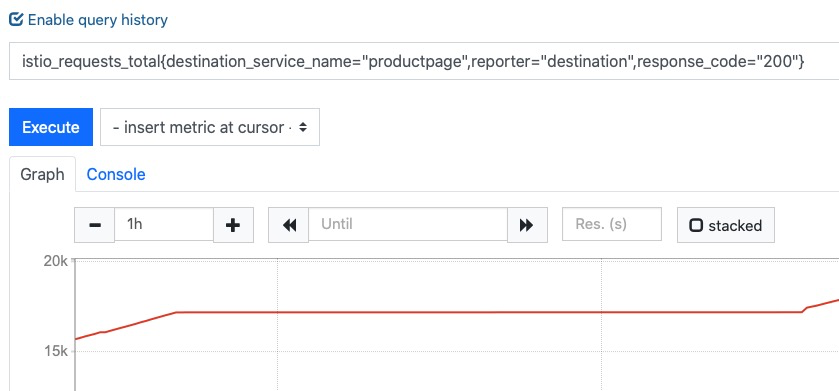 Enable query history
istio_requests_total{destination_service_name="productpage",reporter="destination",response_code="200"}
Execute - insert metric at cursor ·
Graph Console
1h Until Res. (s) stacked
20k
15k